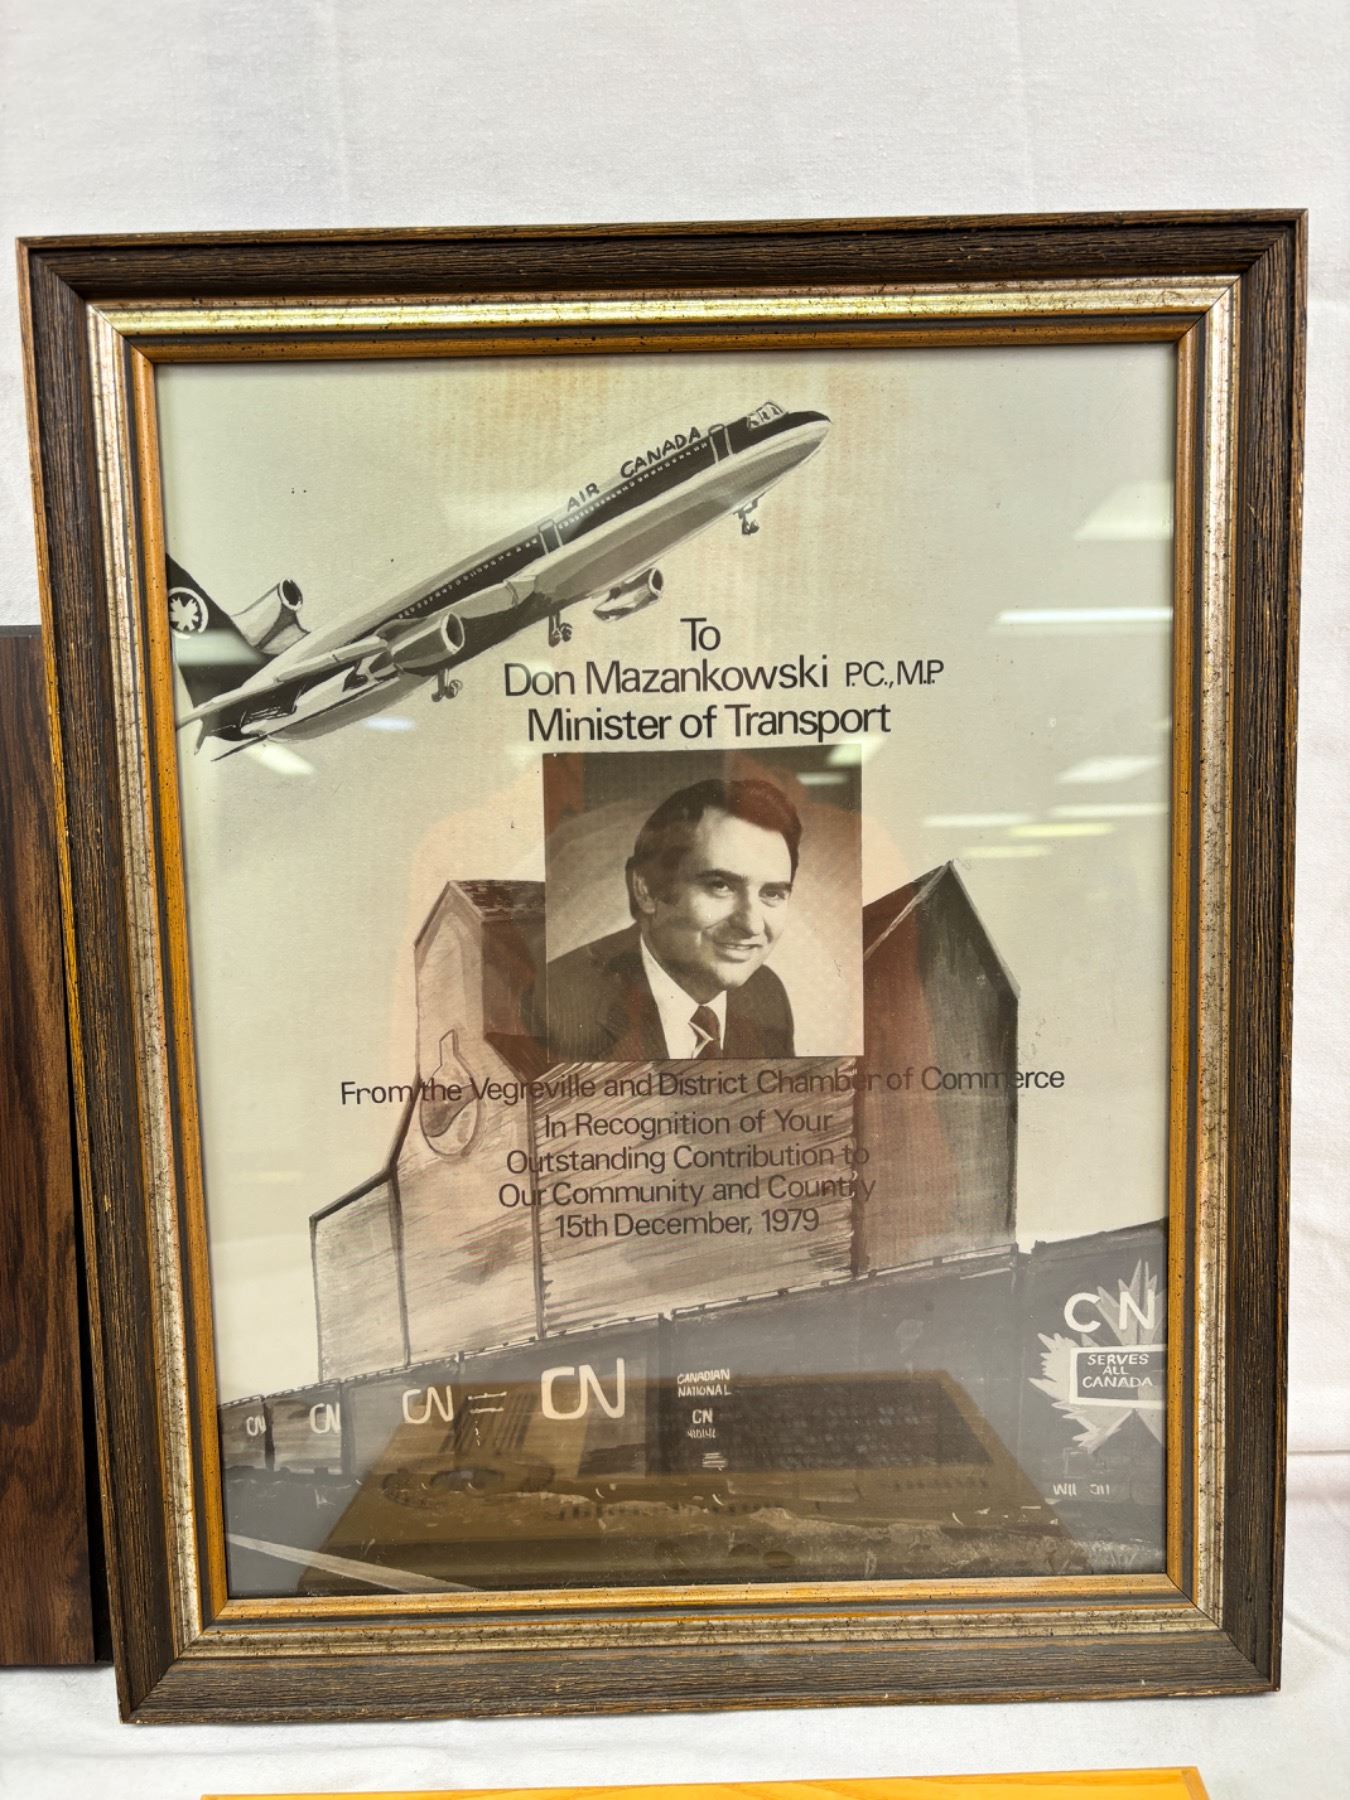 AIR CANADA
To
Don Mazankowski P.C., M.P.
Minister of Transport
From the Vegreville and District Chamber of Commerce
In Recognition of Your
Outstanding Contribution to
Our Community and Country
15th December, 1979
CN
SERVES
ALL
CANADA
CN CN CN CN
CANADIAN
NATIONAL
CN